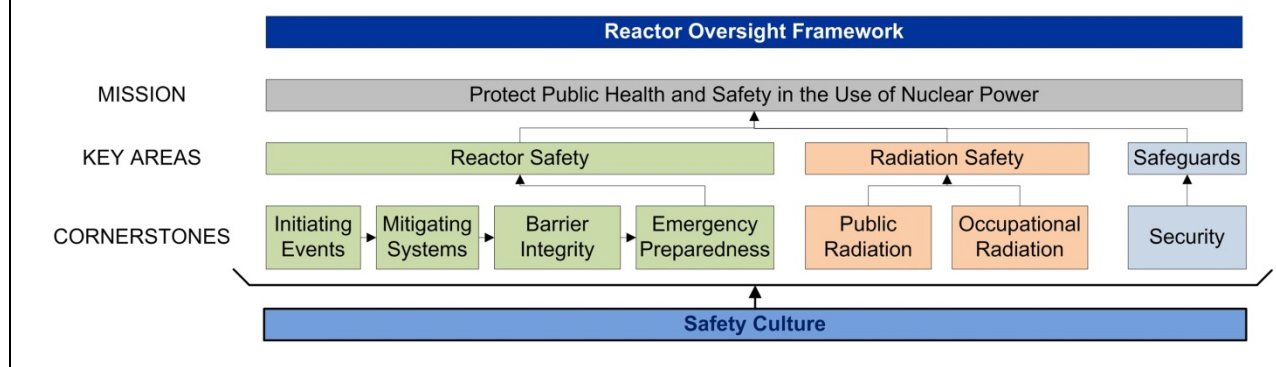 Reactor Oversight Framework
MISSION
Protect Public Health and Safety in the Use of Nuclear Power
KEY AREAS
Reactor Safety
Radiation Safety
Safeguards
CORNERSTONES
Initiating
Events
Mitigating
Systems
Barrier
Integrity
Emergency
Preparedness
Public
Radiation
Occupational
Radiation
Security
Safety Culture